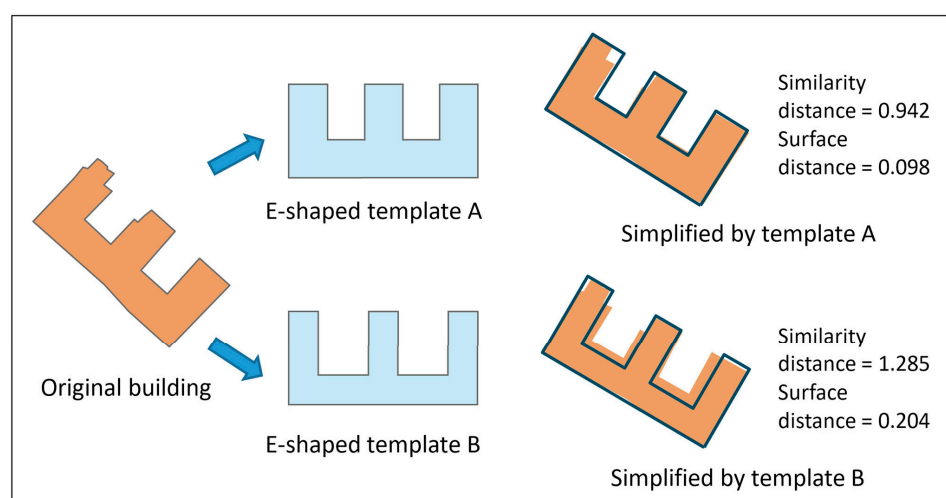 Original building
E-shaped template A
E-shaped template B
Similarity
distance = 0.942
Surface
distance = 0.098
Simplified by template A
Similarity
distance = 1.285
Surface
distance = 0.204
Simplified by template B